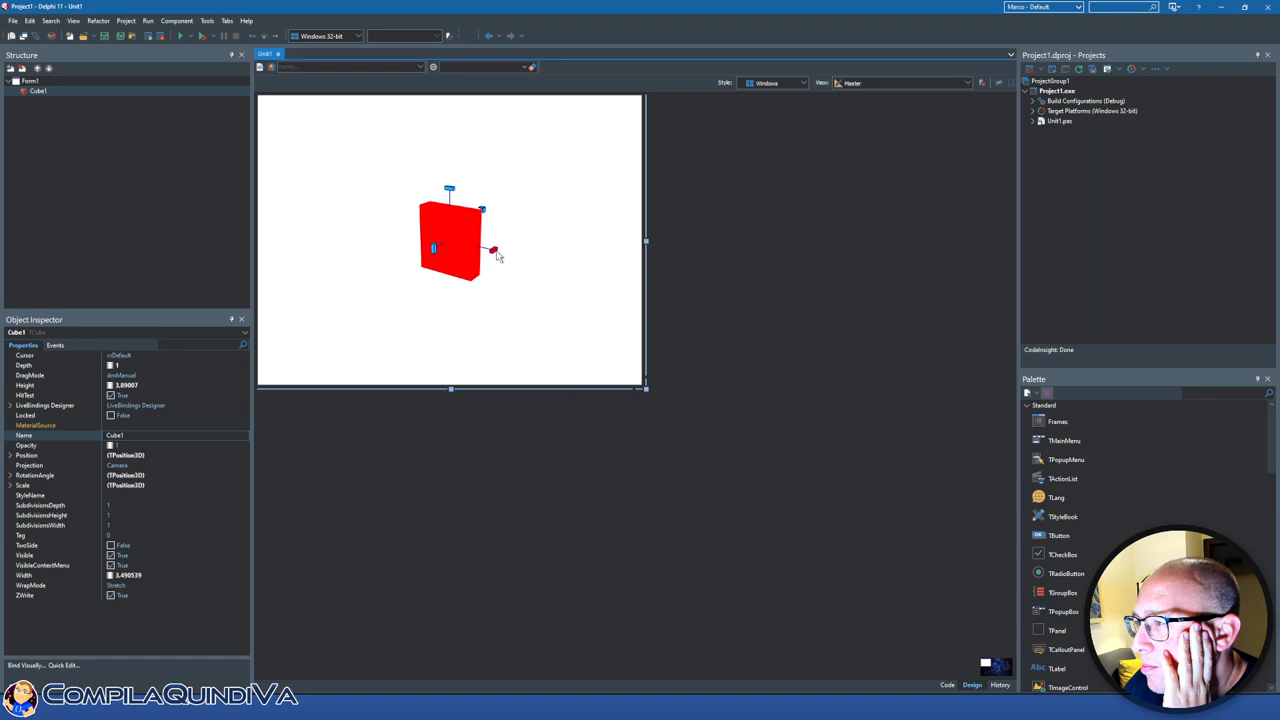 Project1 - Delphi 11 - Unit1
Marco - Default
File Edit Search View Refactor Project Run Component Tools Tabs Help
Windows 32-bit
Structure
Form1
Cube1
Object Inspector
Cube1 TCube
Properties Events
Cursor crDefault
Depth 1
DragMode dmManual
Height 3,89007
HitTest True
LiveBindings Designer LiveBindings Designer
Locked False
MaterialSource
Name Cube1
Opacity 1
Position (TPosition3D)
Projection Camera
RotationAngle (TPosition3D)
Scale (TPosition3D)
StyleName
SubdivisionsDepth 1
SubdivisionsHeight 1
SubdivisionsWidth 1
Tag 0
TwoSide False
Visible True
VisibleContextMenu True
Width 3,490539
WrapMode Stretch
ZWrite True
Bind Visually... Quick Edit...
Unit1
Style: Windows View: Master
Code Design History
Project1.dproj - Projects
ProjectGroup1
Project1.exe
Build Configurations (Debug)
Target Platforms (Windows 32-bit)
Unit1.pas
CodeInsight: Done
Palette
Standard
Frames
TMainMenu
TPopupMenu
TActionList
TLang
TStyleBook
TButton
TCheckBox
TRadioButton
TGroupBox
TPopupBox
TPanel
TCalloutPanel
Abc TLabel
TImageControl
CompilaQuindiVa